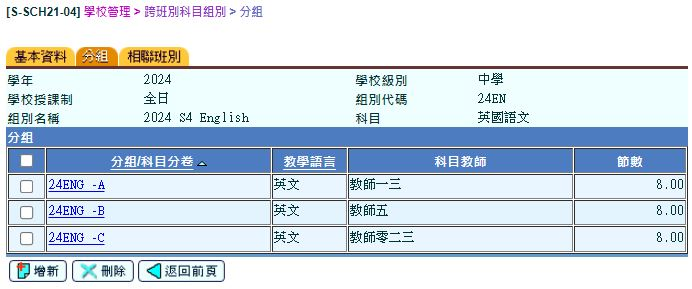 [S-SCH21-04] 學校管理 > 跨班別科目組別 > 分組
基本資料 分組 相聯班別
學年 2024 學校級別 中學
學校授課制 全日 組別代碼 24EN
組別名稱 2024 S4 English 科目 英國語文
分組
分組/科目分卷 教學語言 科目教師 節數
24ENG -A 英文 教師一三 8.00
24ENG -B 英文 教師五 8.00
24ENG -C 英文 教師零二三 8.00
增新 刪除 返回前頁